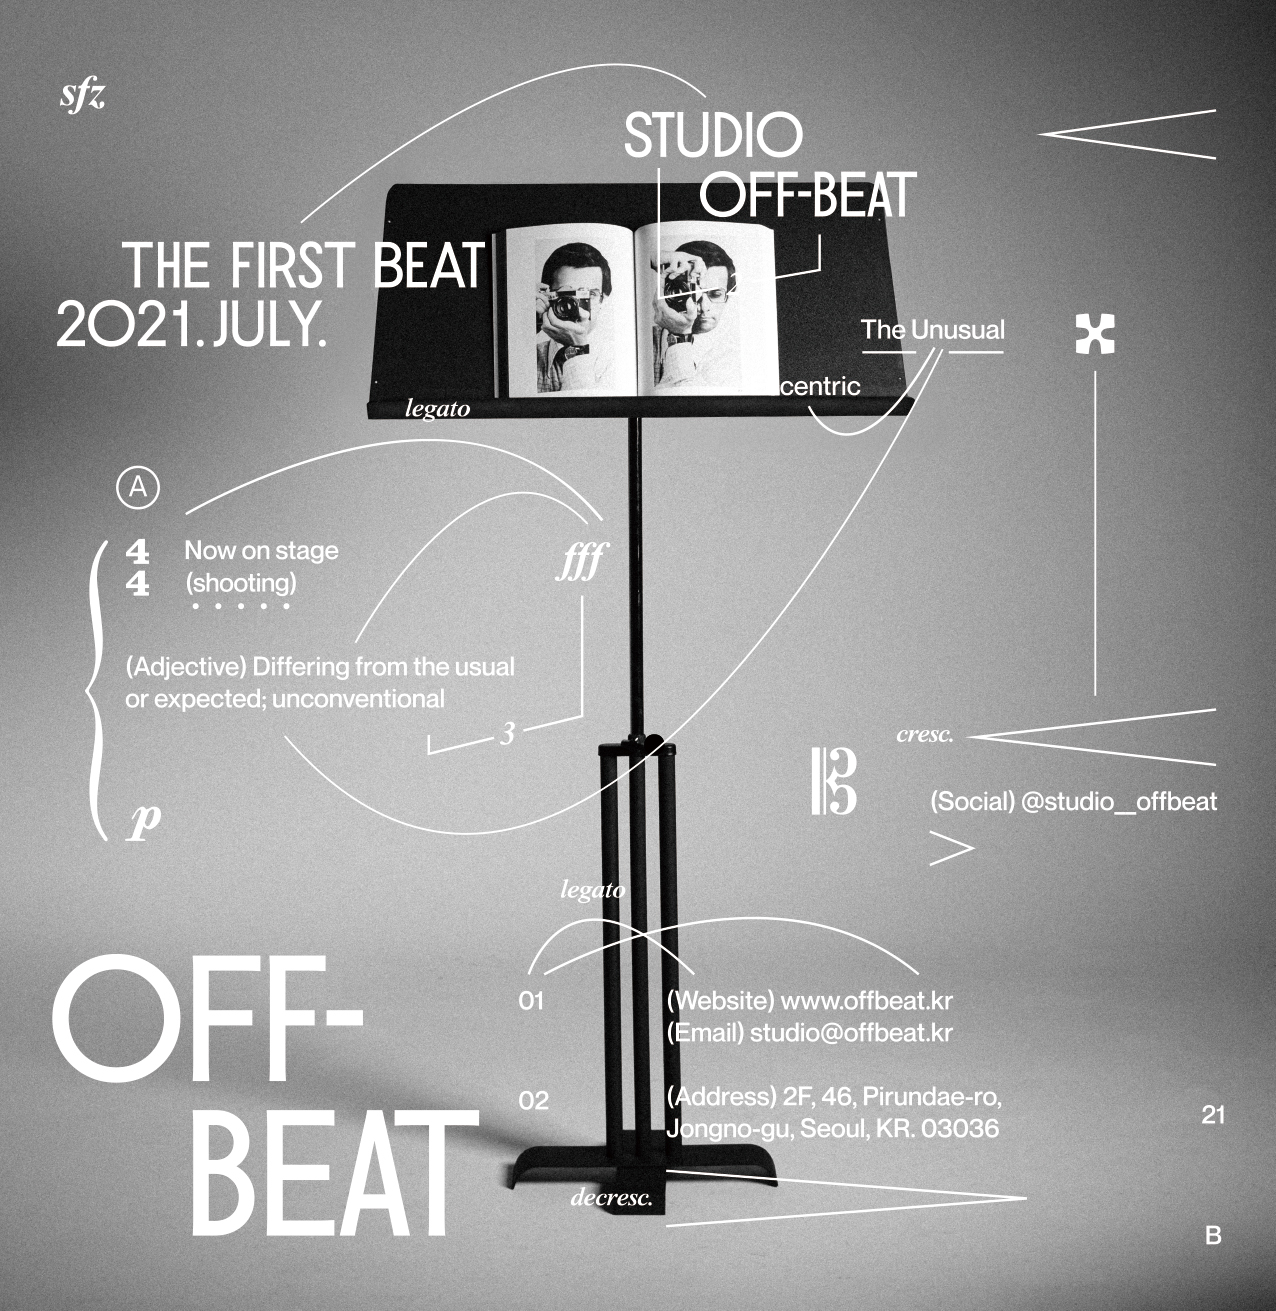 sfz
STUDIO
OFF-BEAT
THE FIRST BEAT
2021. JULY.
The Unusual
centric
legato
A
4
4
Now on stage
(shooting)
fff
(Adjective) Differing from the usual
or expected; unconventional
3
cresc.
(Social) @studio__offbeat
p
legato
OFF-
BEAT
01
(Website) www.offbeat.kr
(Email) studio@offbeat.kr
02
(Address) 2F, 46, Pirundae-ro,
Jongno-gu, Seoul, KR. 03036
21
decresc.
B